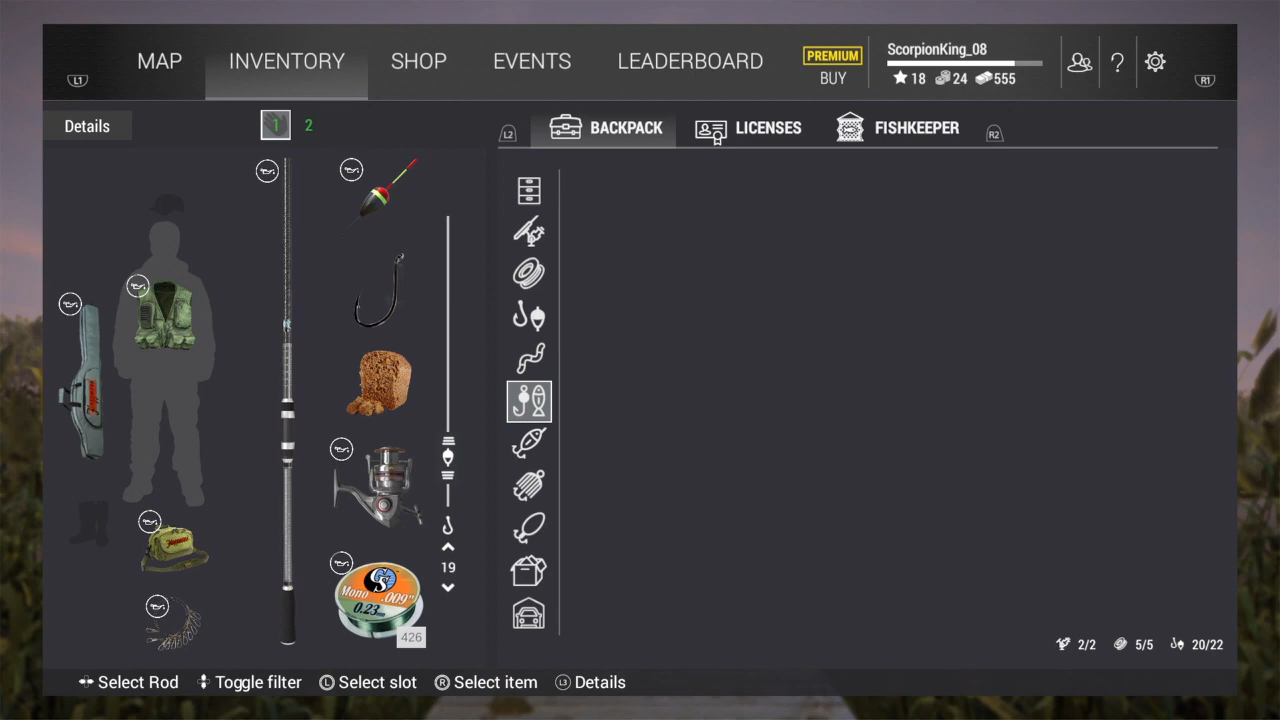 MAP
INVENTORY
SHOP
EVENTS
LEADERBOARD
PREMIUM
BUY
ScorpionKing_08
18
24
555
?
L1
R1
Details
1
2
L2
BACKPACK
LICENSES
FISHKEEPER
R2
19
Mono .009"
0.23
426
2/2
5/5
20/22
Select Rod
Toggle filter
L Select slot
R Select item
L3 Details